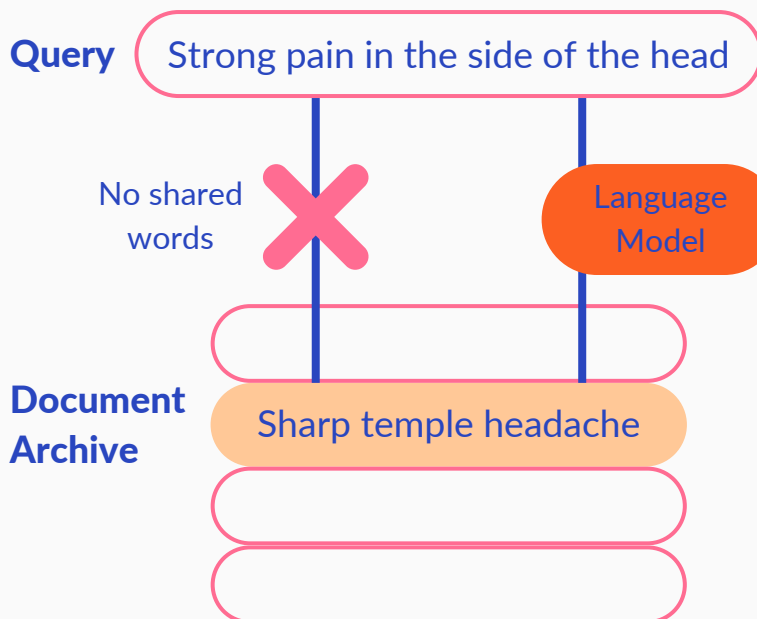 Query
Strong pain in the side of the head
No shared
words
Language
Model
Document
Archive
Sharp temple headache